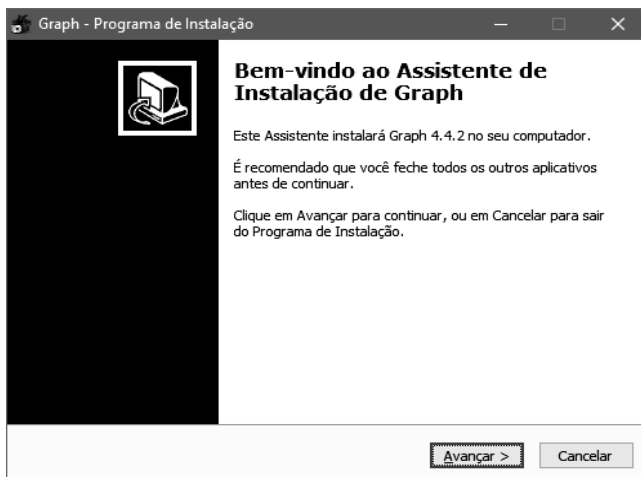 Graph - Programa de Instalação
Bem-vindo ao Assistente de
Instalação de Graph
Este Assistente instalará Graph 4.4.2 no seu computador.
É recomendado que você feche todos os outros aplicativos
antes de continuar.
Clique em Avançar para continuar, ou em Cancelar para sair
do Programa de Instalação.
Avançar >
Cancelar